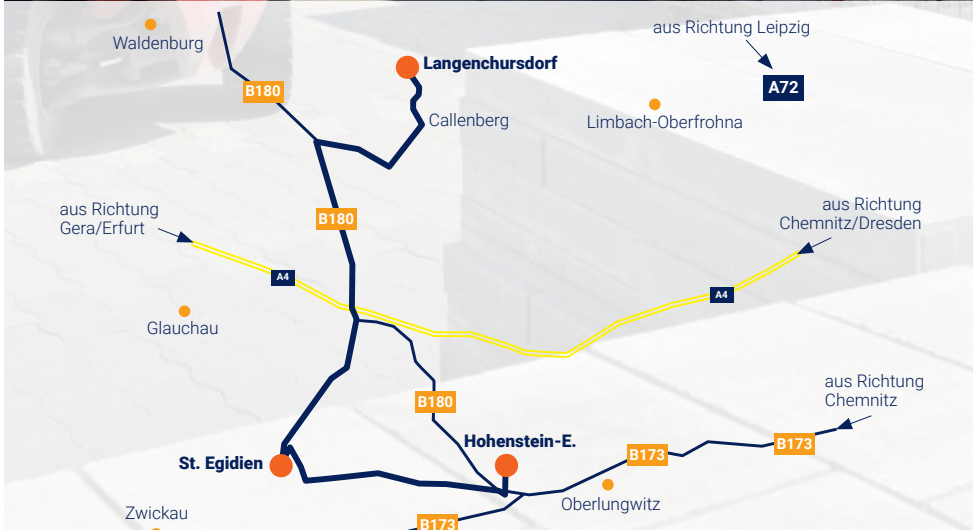 Waldenburg
aus Richtung Leipzig
A72
B180
Langenchursdorf
Callenberg
Limbach-Oberfrohna
aus Richtung
Gera/Erfurt
B180
aus Richtung
Chemnitz/Dresden
A4
A4
Glauchau
B180
aus Richtung
Chemnitz
St. Egidien
Hohenstein-E.
B173
B173
Oberlungwitz
Zwickau
B173